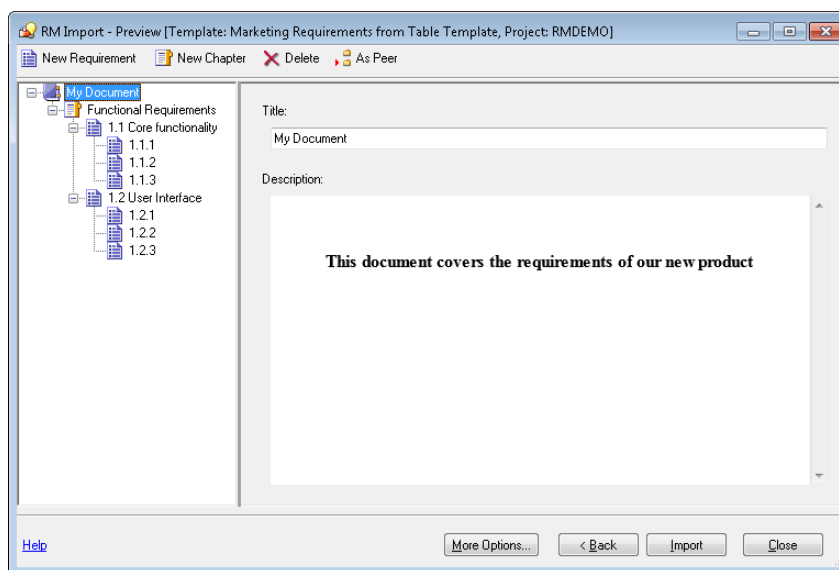 RM Import - Preview [Template: Marketing Requirements from Table Template, Project: RMDEMO]
New Requirement New Chapter Delete As Peer
My Document
Functional Requirements
1.1 Core functionality
1.1.1
1.1.2
1.1.3
1.2 User Interface
1.2.1
1.2.2
1.2.3
Title:
My Document
Description:
This document covers the requirements of our new product
Help More Options... < Back Import Close